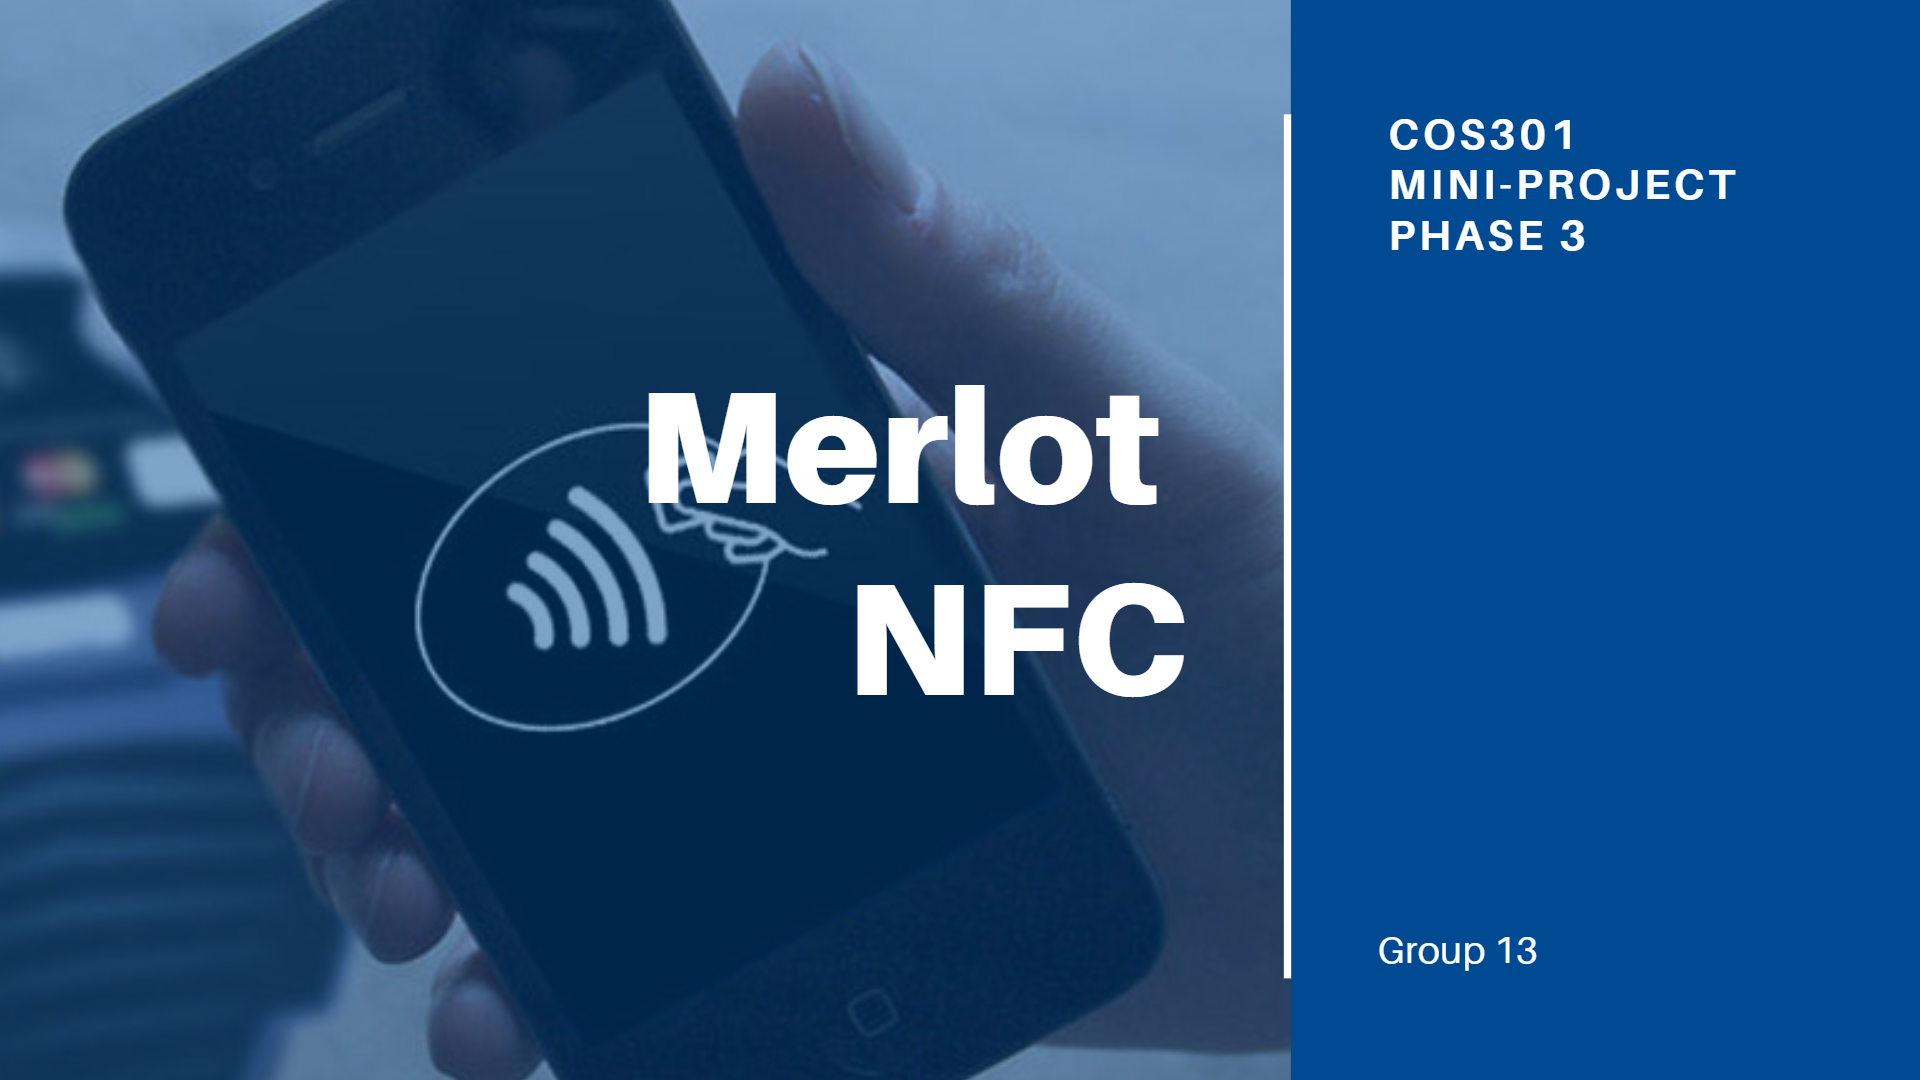 Merlot
NFC
COS301
MINI-PROJECT
PHASE 3
Group 13